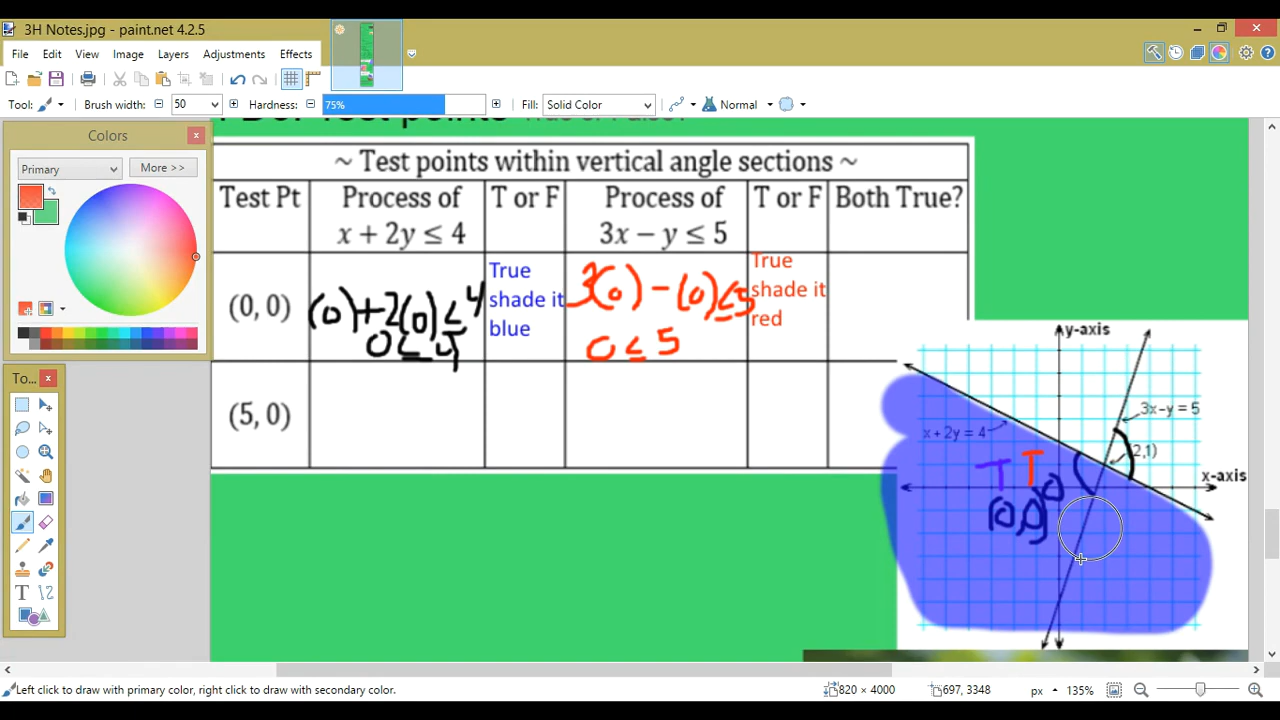 3H Notes.jpg - paint.net 4.2.5
File Edit View Image Layers Adjustments Effects
Tool: Brush width: 50 Hardness: 75% Fill: Solid Color Normal
Colors
Primary More >>
To...
~ Test points within vertical angle sections ~
Test Pt Process of T or F Process of T or F Both True?
x + 2y ≤ 4 3x − y ≤ 5
(0, 0) (0)+2(0)≤4 True shade it blue 3(0) - (0) ≤ 5 True shade it red
0 ≤ 4 0 ≤ 5
(5, 0)
y-axis
3x-y = 5
x + 2y = 4
2,1)
T T
x-axis
(0,0)
Left click to draw with primary color, right click to draw with secondary color. 820 × 4000 697, 3348 px 135%